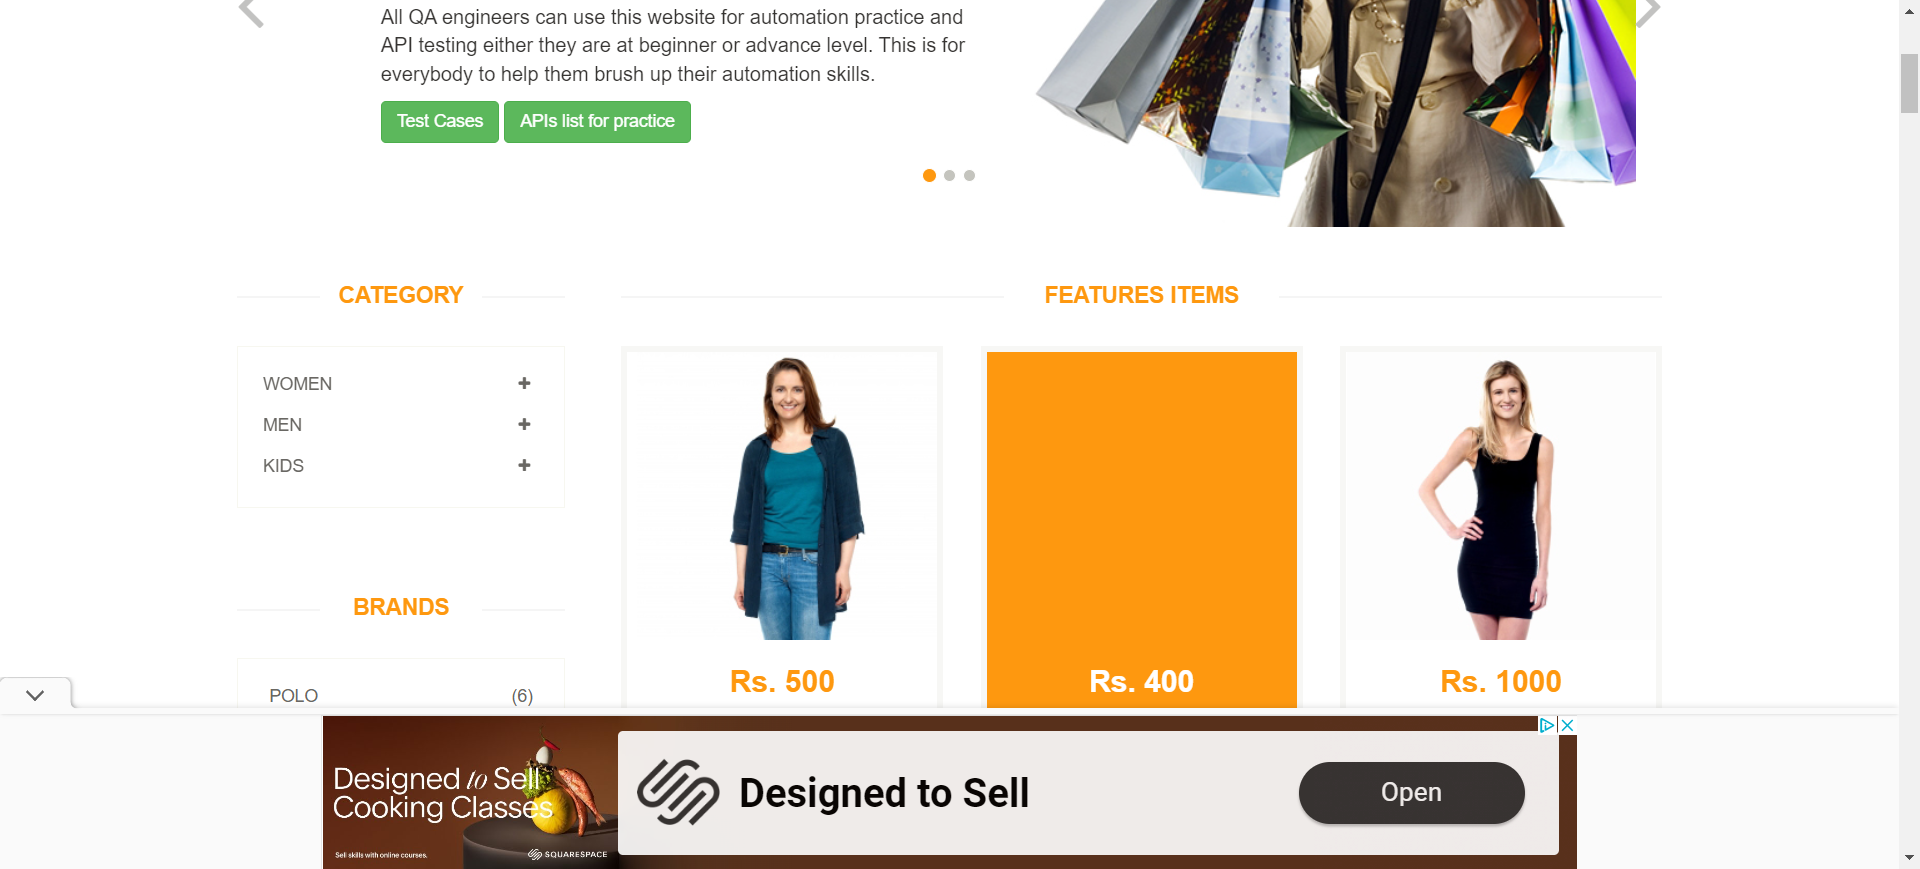 All QA engineers can use this website for automation practice and
API testing either they are at beginner or advance level. This is for
everybody to help them brush up their automation skills.
Test Cases
APIs list for practice
CATEGORY
WOMEN
MEN
KIDS
BRANDS
POLO (6)
FEATURES ITEMS
Rs. 500
Rs. 400
Rs. 1000
Designed to Sell
Cooking Classes
Sell skills with online courses.
SQUARESPACE
Designed to Sell
Open